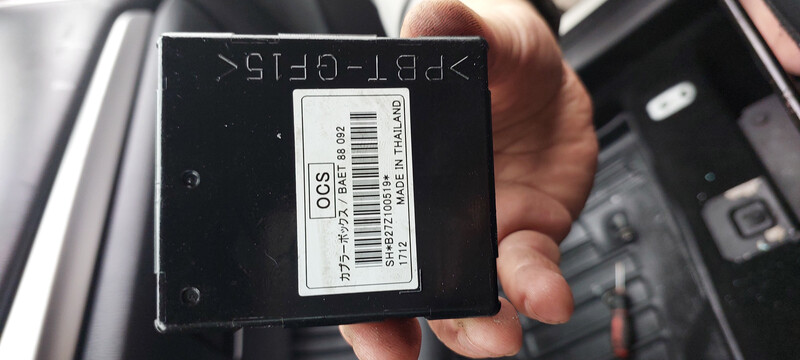 >PBT-GF15<
OCS
カプラーボックス / BAET 88 092
SH*B27Z100519*
MADE IN THAILAND
1712